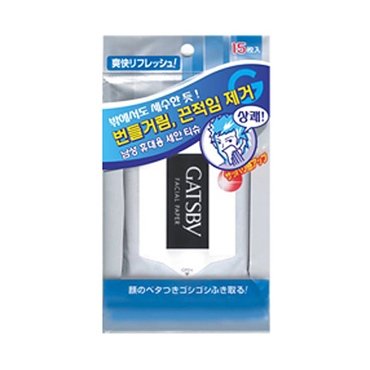 爽快リフレッシュ!
15枚入
G
밖에서도 세수한 듯!
번들거림, 끈적임 제거
남성 휴대용 세안 티슈
상쾌!
GATSBY
FACIAL PAPER
OPEN
顔のベタつきゴシゴシふき取る!